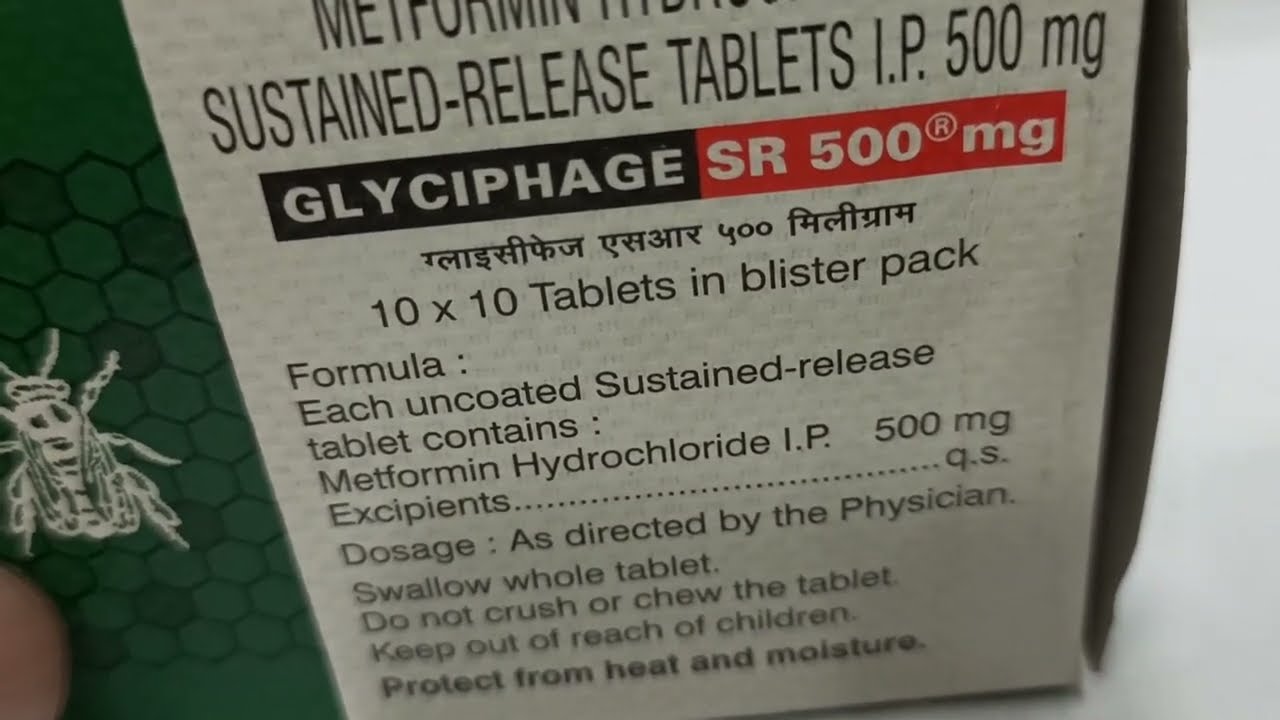 METFORMIN
SUSTAINED-RELEASE TABLETS I.P. 500 mg
GLYCIPHAGE SR 500® mg
ग्लाइसीफेज एसआर ५०० मिलीग्राम
10 x 10 Tablets in blister pack
Formula :
Each uncoated Sustained-release
tablet contains :
Metformin Hydrochloride I.P. 500 mg
Excipients....................................q.s.
Dosage : As directed by the Physician.
Swallow whole tablet.
Do not crush or chew the tablet.
Keep out of reach of children.
Protect from heat and moisture.